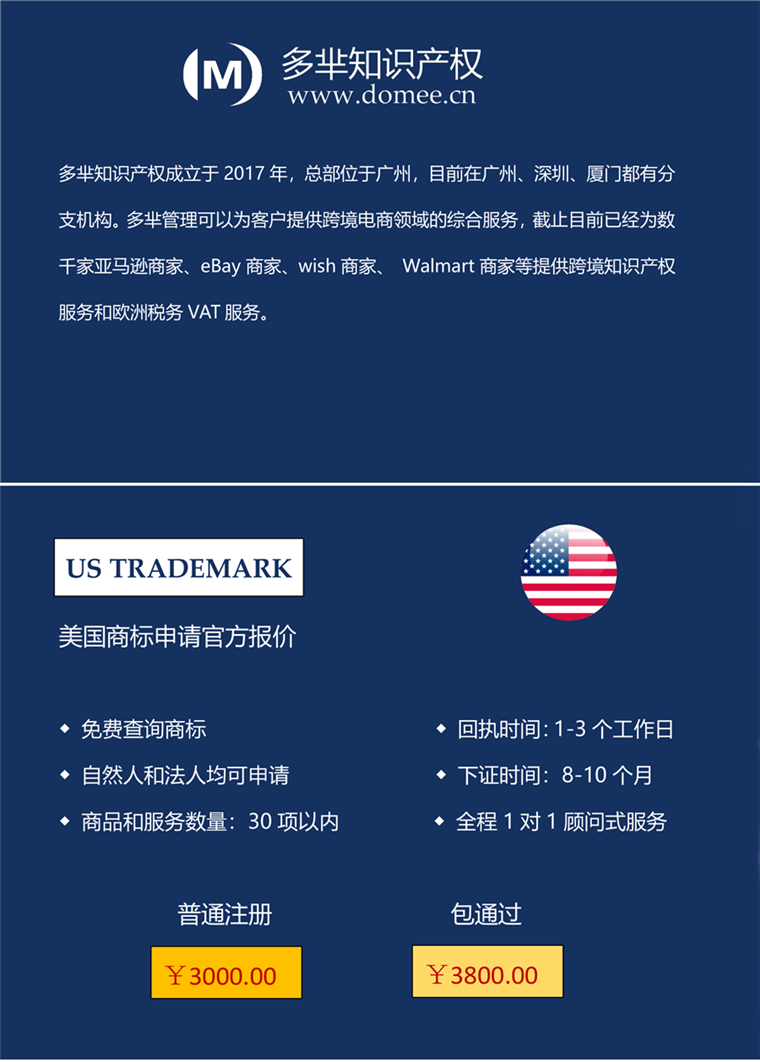 M
多芈知识产权
www.domee.cn
多芈知识产权成立于 2017 年，总部位于广州，目前在广州、深圳、厦门都有分
支机构。多芈管理可以为客户提供跨境电商领域的综合服务，截止目前已经为数
千家亚马逊商家、eBay 商家、wish 商家、 Walmart 商家等提供跨境知识产权
服务和欧洲税务 VAT 服务。
US TRADEMARK
美国商标申请官方报价
免费查询商标
自然人和法人均可申请
商品和服务数量：30 项以内
回执时间：1-3 个工作日
下证时间：8-10 个月
全程 1 对 1 顾问式服务
普通注册
￥3000.00
包通过
￥3800.00